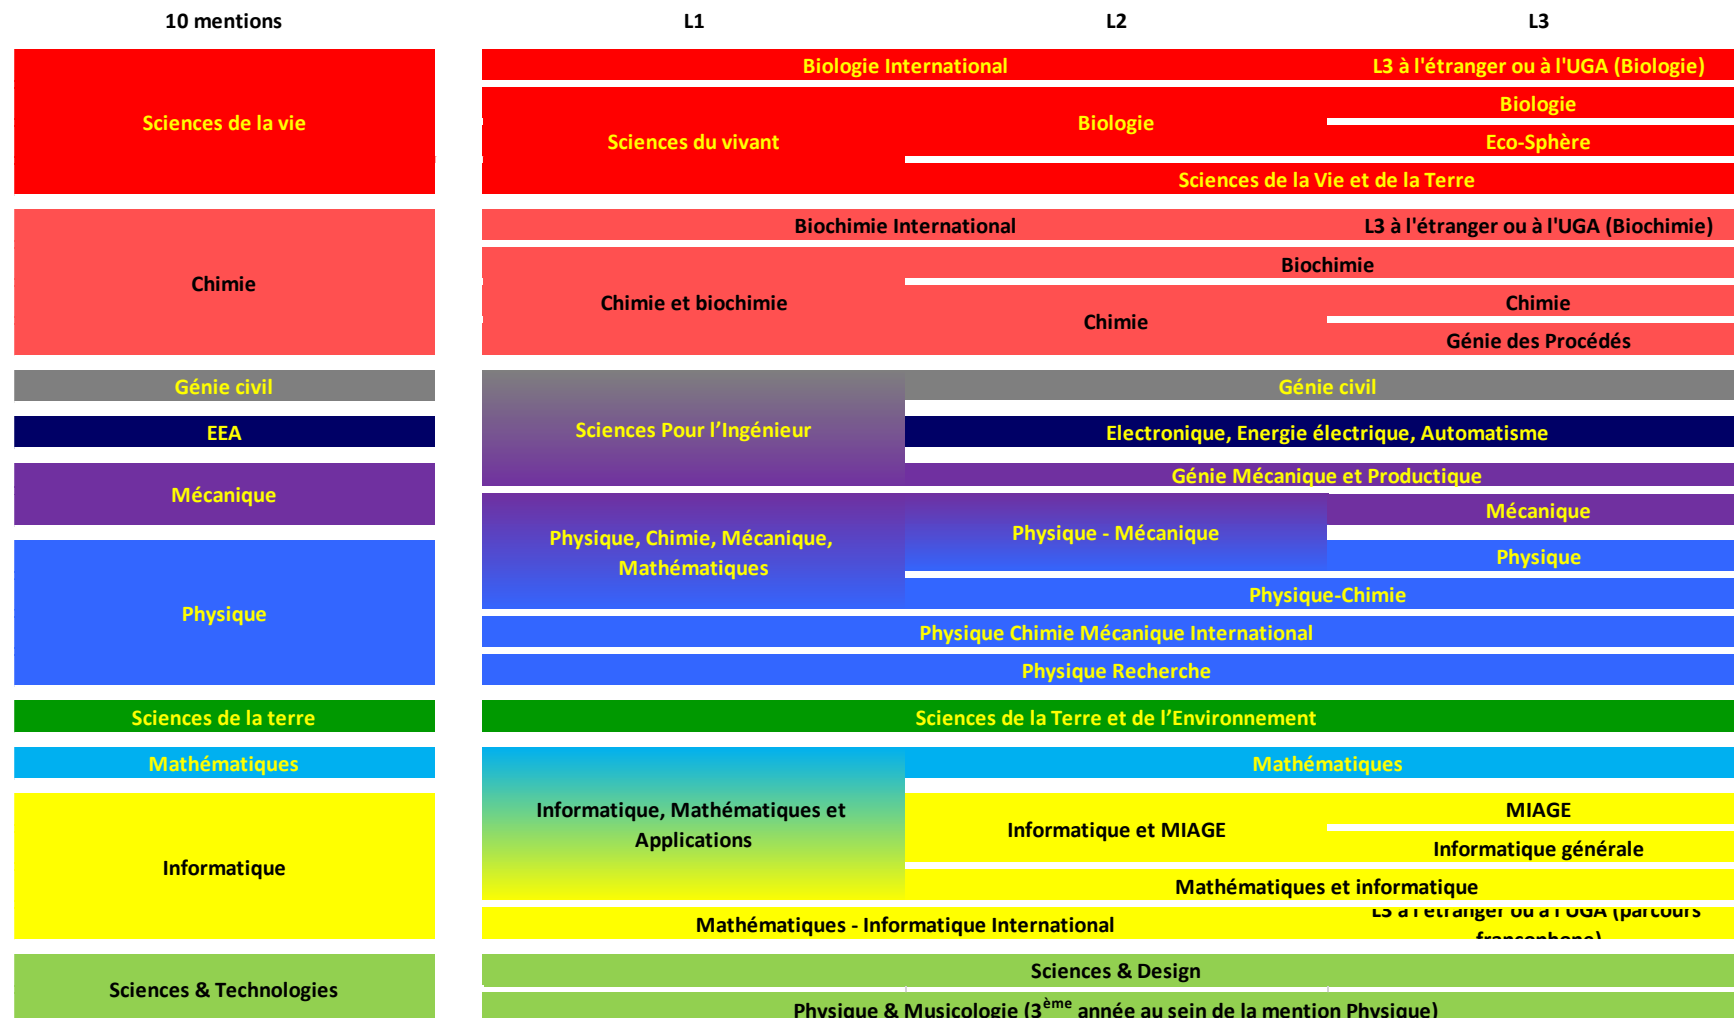 10 mentions L1 L2 L3
Biologie International L3 à l'étranger ou à l'UGA (Biologie)
Biologie
Sciences de la vie
Sciences du vivant
Biologie
Eco-Sphère
Sciences de la Vie et de la Terre
Biochimie International L3 à l'étranger ou à l'UGA (Biochimie)
Biochimie
Chimie
Chimie et biochimie
Chimie
Chimie
Génie des Procédés
Génie civil
Génie civil
Sciences Pour l’Ingénieur
EEA
Electronique, Energie électrique, Automatisme
Génie Mécanique et Productique
Mécanique
Mécanique
Physique, Chimie, Mécanique,
Mathématiques
Physique - Mécanique
Physique
Physique-Chimie
Physique
Physique Chimie Mécanique International
Physique Recherche
Sciences de la terre
Sciences de la Terre et de l’Environnement
Mathématiques
Mathématiques
Informatique, Mathématiques et
Applications
Informatique et MIAGE
MIAGE
Informatique générale
Informatique
Mathématiques et informatique
Mathématiques - Informatique International
L3 à l'étranger ou à l'UGA (parcours
francophone)
Sciences & Technologies
Sciences & Design
Physique & Musicologie (3ème année au sein de la mention Physique)